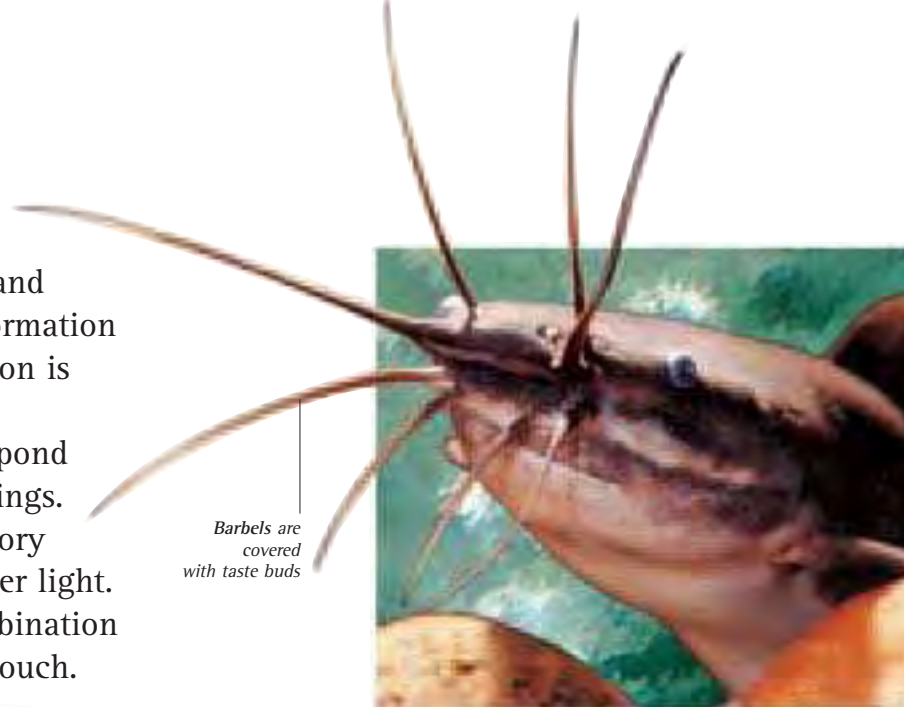 and
ormation
on is
pond
ings.
ory
er light.
bination
ouch.
Barbels are
covered
with taste buds